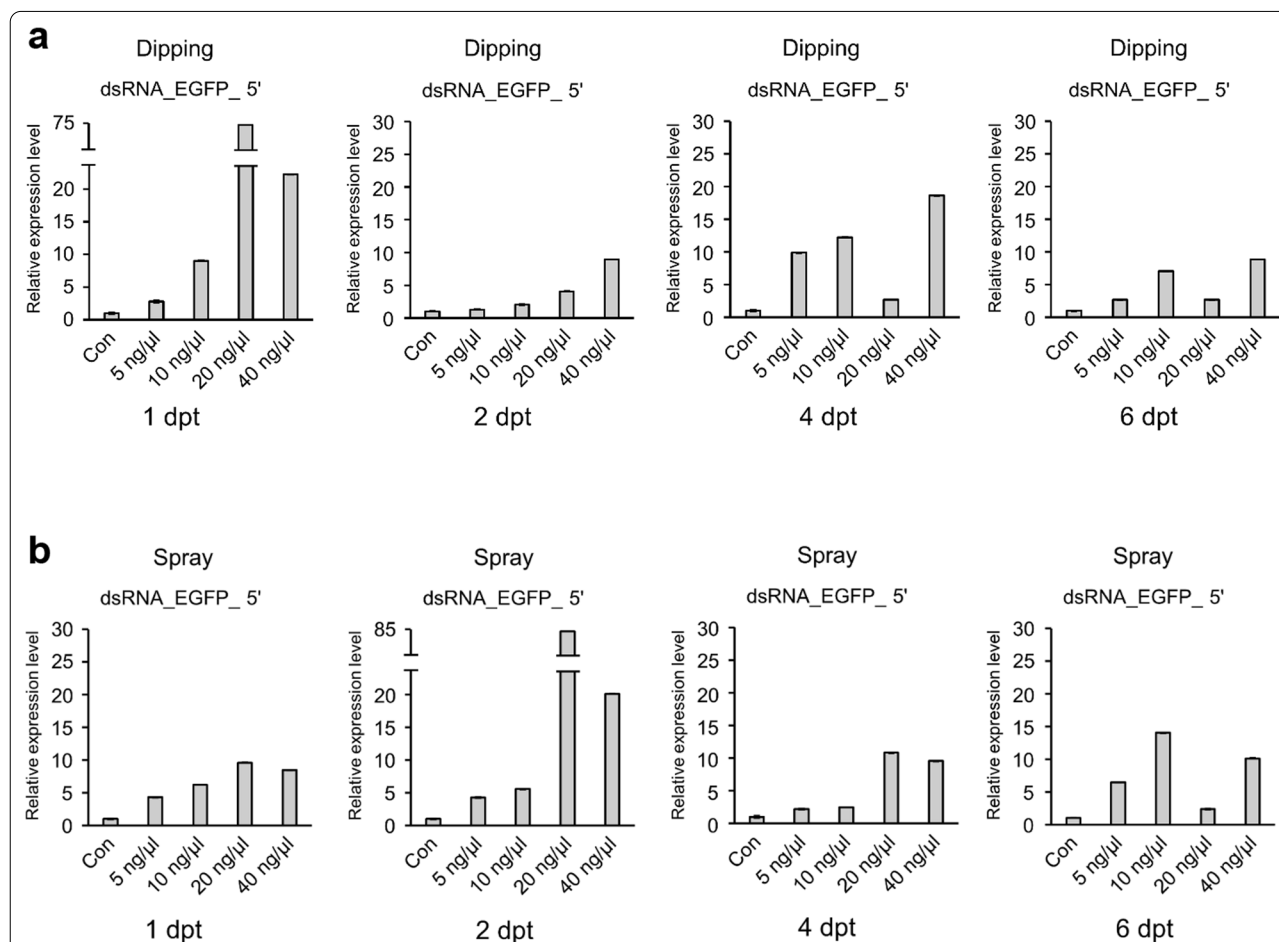 a
Dipping
dsRNA_EGFP_ 5'
Relative expression level
75
20
15
10
5
0
Con
5 ng/µl
10 ng/µl
20 ng/µl
40 ng/µl
1 dpt
Dipping
dsRNA_EGFP_ 5'
Relative expression level
30
25
20
15
10
5
0
Con
5 ng/µl
10 ng/µl
20 ng/µl
40 ng/µl
2 dpt
Dipping
dsRNA_EGFP_ 5'
Relative expression level
30
25
20
15
10
5
0
Con
5 ng/µl
10 ng/µl
20 ng/µl
40 ng/µl
4 dpt
Dipping
dsRNA_EGFP_ 5'
Relative expression level
30
25
20
15
10
5
0
Con
5 ng/µl
10 ng/µl
20 ng/µl
40 ng/µl
6 dpt
b
Spray
dsRNA_EGFP_ 5'
Relative expression level
30
25
20
15
10
5
0
Con
5 ng/µl
10 ng/µl
20 ng/µl
40 ng/µl
1 dpt
Spray
dsRNA_EGFP_ 5'
Relative expression level
85
20
15
10
5
0
Con
5 ng/µl
10 ng/µl
20 ng/µl
40 ng/µl
2 dpt
Spray
dsRNA_EGFP_ 5'
Relative expression level
30
25
20
15
10
5
0
Con
5 ng/µl
10 ng/µl
20 ng/µl
40 ng/µl
4 dpt
Spray
dsRNA_EGFP_ 5'
Relative expression level
30
25
20
15
10
5
0
Con
5 ng/µl
10 ng/µl
20 ng/µl
40 ng/µl
6 dpt